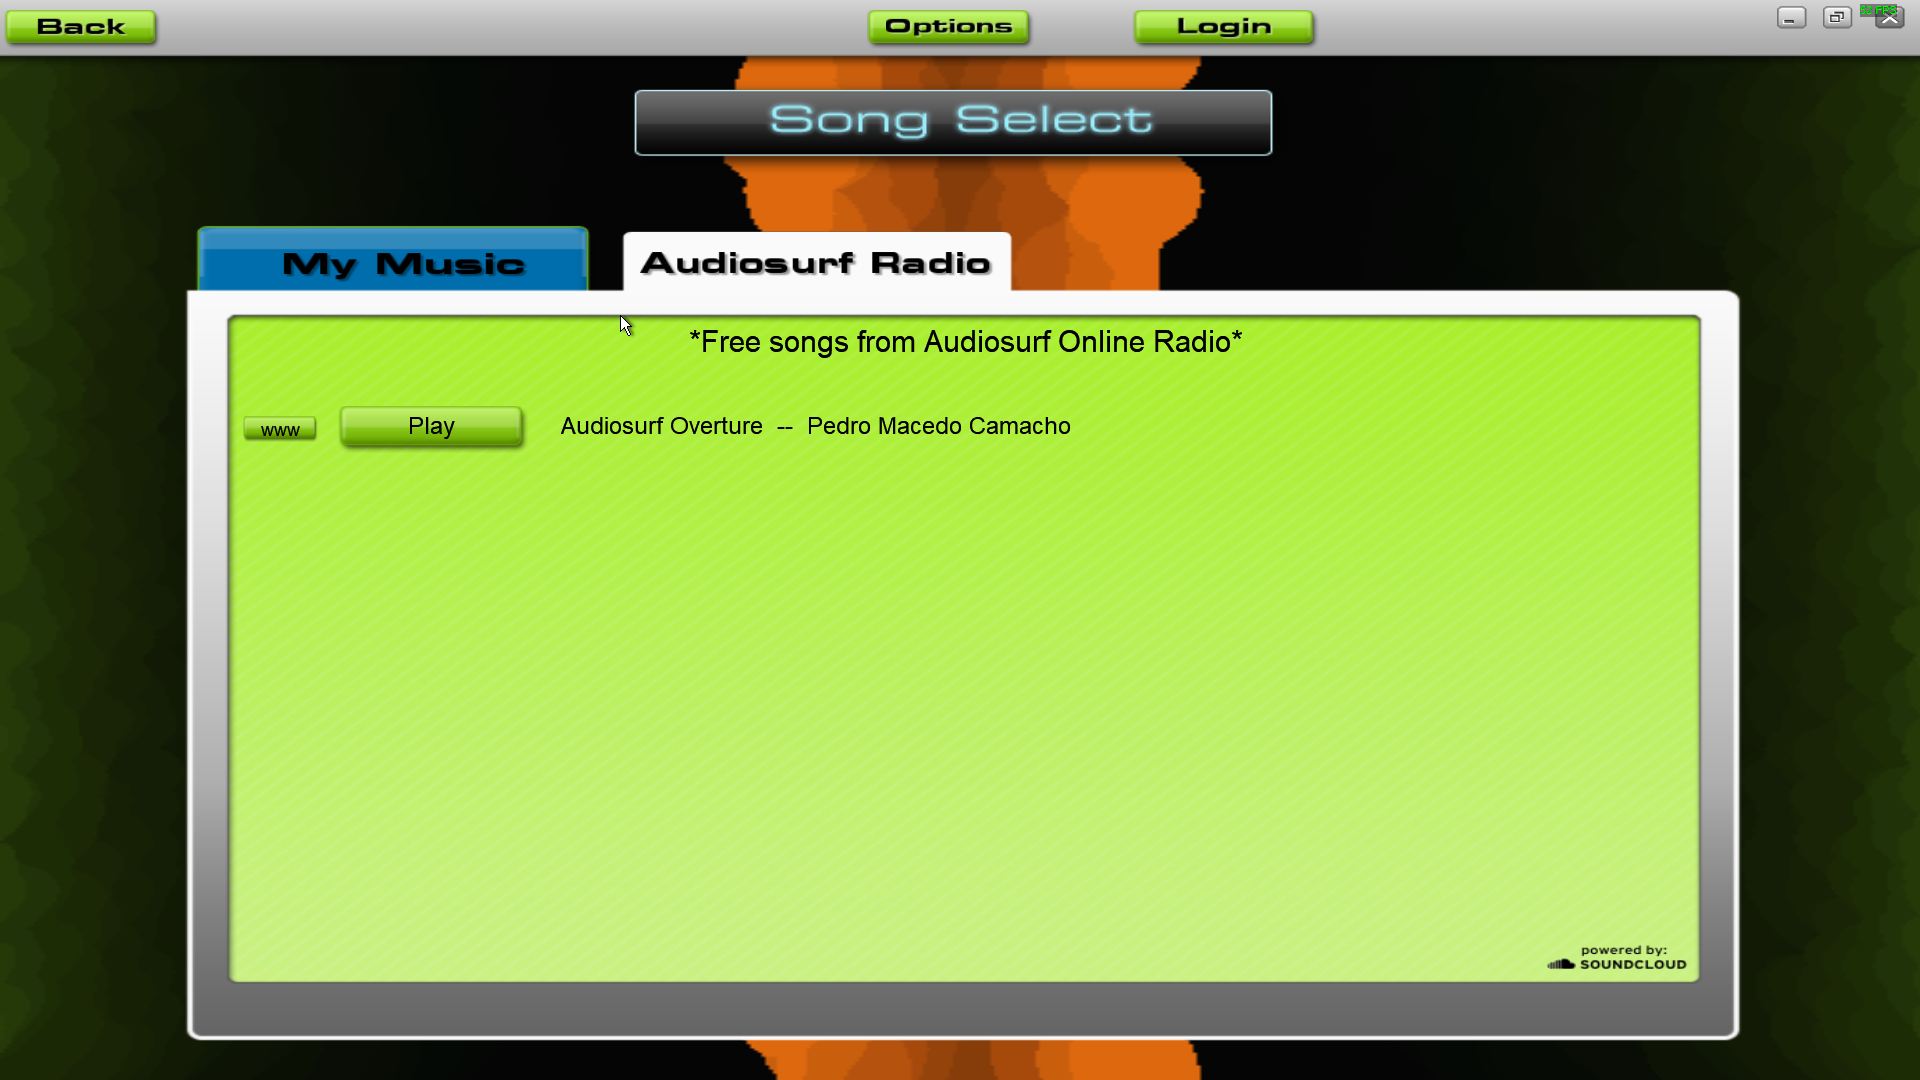 Back
Options
Login
Song Select
My Music
Audiosurf Radio
*Free songs from Audiosurf Online Radio*
www
Play
Audiosurf Overture -- Pedro Macedo Camacho
powered by:
SOUNDCLOUD